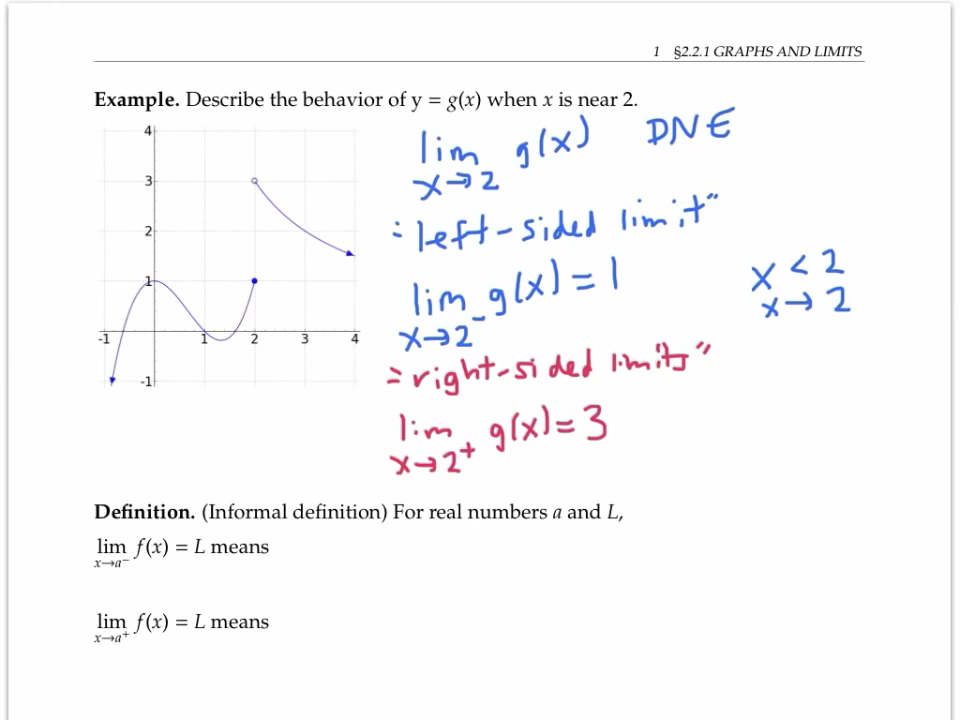 1 §2.2.1 GRAPHS AND LIMITS
Example. Describe the behavior of y = g(x) when x is near 2.
4
3
2
1
-1
-1 1 2 3 4
lim g(x) DNE
x→2
"left-sided limit"
lim g(x) = 1
x→2⁻
x < 2
x → 2
"right-sided limits"
lim g(x) = 3
x→2⁺
Definition. (Informal definition) For real numbers a and L,
lim f(x) = L means
x→a⁻
lim f(x) = L means
x→a⁺